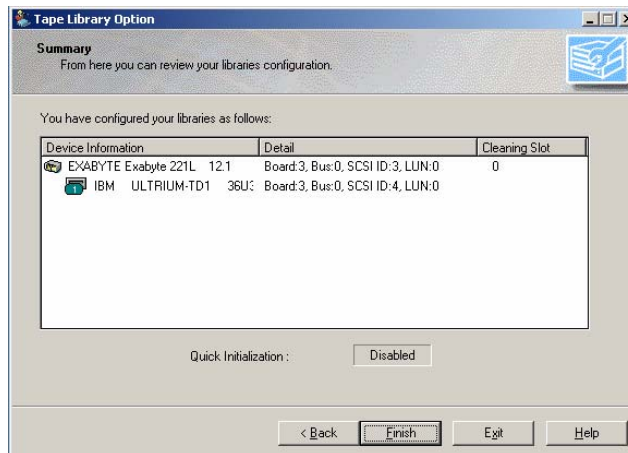 Tape Library Option
Summary
From here you can review your libraries configuration.
You have configured your libraries as follows:
Device Information Detail Cleaning Slot
EXABYTE Exabyte 221L 12.1 Board:3, Bus:0, SCSI ID:3, LUN:0 0
1 IBM ULTRIUM-TD1 36U3 Board:3, Bus:0, SCSI ID:4, LUN:0
Quick Initialization : Disabled
< Back Finish Exit Help